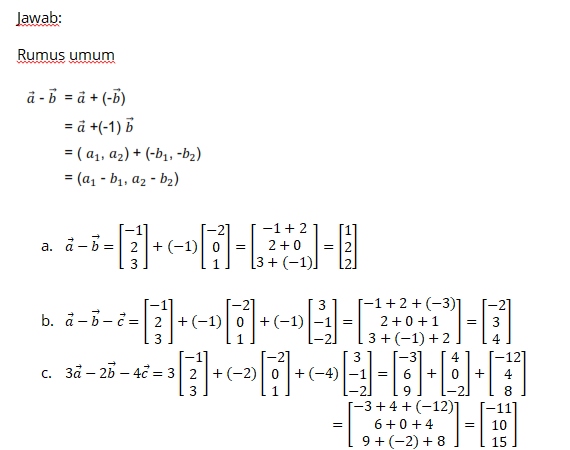 Jawab:
Rumus umum
$\vec{a} - \vec{b} = \vec{a} + (-\vec{b})$
$= \vec{a} + (-1)\ \vec{b}$
$= (a_1, a_2) + (-b_1, -b_2)$
$= (a_1 - b_1, a_2 - b_2)$
a. $\vec{a} - \vec{b} = \begin{bmatrix} -1 \\ 2 \\ 3 \end{bmatrix} + (-1) \begin{bmatrix} -2 \\ 0 \\ 1 \end{bmatrix} = \begin{bmatrix} -1 + 2 \\ 2 + 0 \\ 3 + (-1) \end{bmatrix} = \begin{bmatrix} 1 \\ 2 \\ 2 \end{bmatrix}$
b. $\vec{a} - \vec{b} - \vec{c} = \begin{bmatrix} -1 \\ 2 \\ 3 \end{bmatrix} + (-1) \begin{bmatrix} -2 \\ 0 \\ 1 \end{bmatrix} + (-1) \begin{bmatrix} 3 \\ -1 \\ -2 \end{bmatrix} = \begin{bmatrix} -1 + 2 + (-3) \\ 2 + 0 + 1 \\ 3 + (-1) + 2 \end{bmatrix} = \begin{bmatrix} -2 \\ 3 \\ 4 \end{bmatrix}$
c. $3\vec{a} - 2\vec{b} - 4\vec{c} = 3 \begin{bmatrix} -1 \\ 2 \\ 3 \end{bmatrix} + (-2) \begin{bmatrix} -2 \\ 0 \\ 1 \end{bmatrix} + (-4) \begin{bmatrix} 3 \\ -1 \\ -2 \end{bmatrix} = \begin{bmatrix} -3 \\ 6 \\ 9 \end{bmatrix} + \begin{bmatrix} 4 \\ 0 \\ -2 \end{bmatrix} + \begin{bmatrix} -12 \\ 4 \\ 8 \end{bmatrix}$
$= \begin{bmatrix} -3 + 4 + (-12) \\ 6 + 0 + 4 \\ 9 + (-2) + 8 \end{bmatrix} = \begin{bmatrix} -11 \\ 10 \\ 15 \end{bmatrix}$